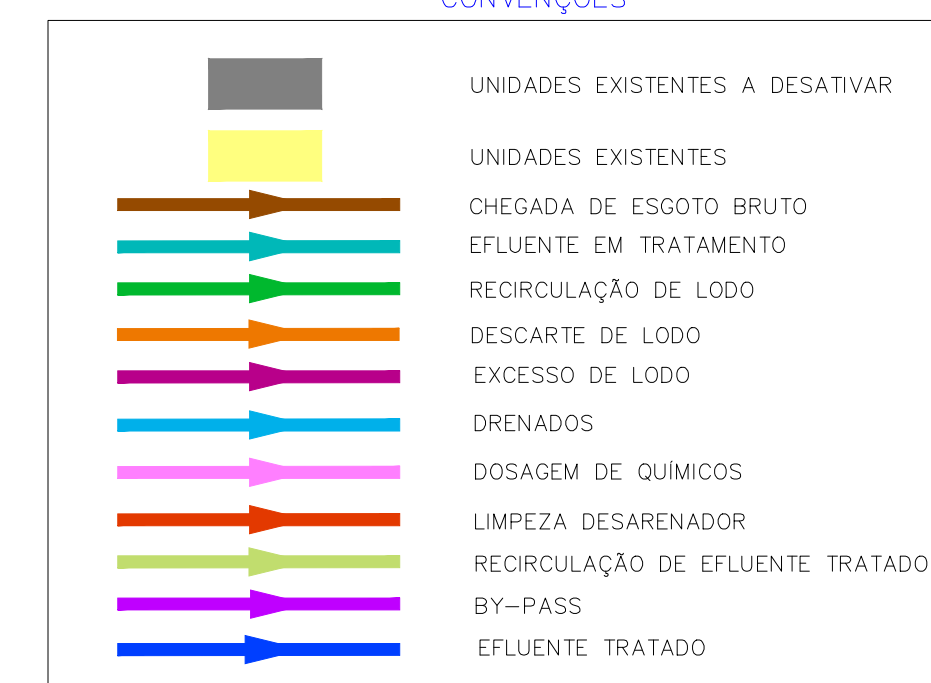 CONVENÇÕES
UNIDADES EXISTENTES A DESATIVAR
UNIDADES EXISTENTES
CHEGADA DE ESGOTO BRUTO
EFLUENTE EM TRATAMENTO
RECIRCULAÇÃO DE LODO
DESCARTE DE LODO
EXCESSO DE LODO
DRENADOS
DOSAGEM DE QUÍMICOS
LIMPEZA DESARENADOR
RECIRCULAÇÃO DE EFLUENTE TRATADO
BY-PASS
EFLUENTE TRATADO